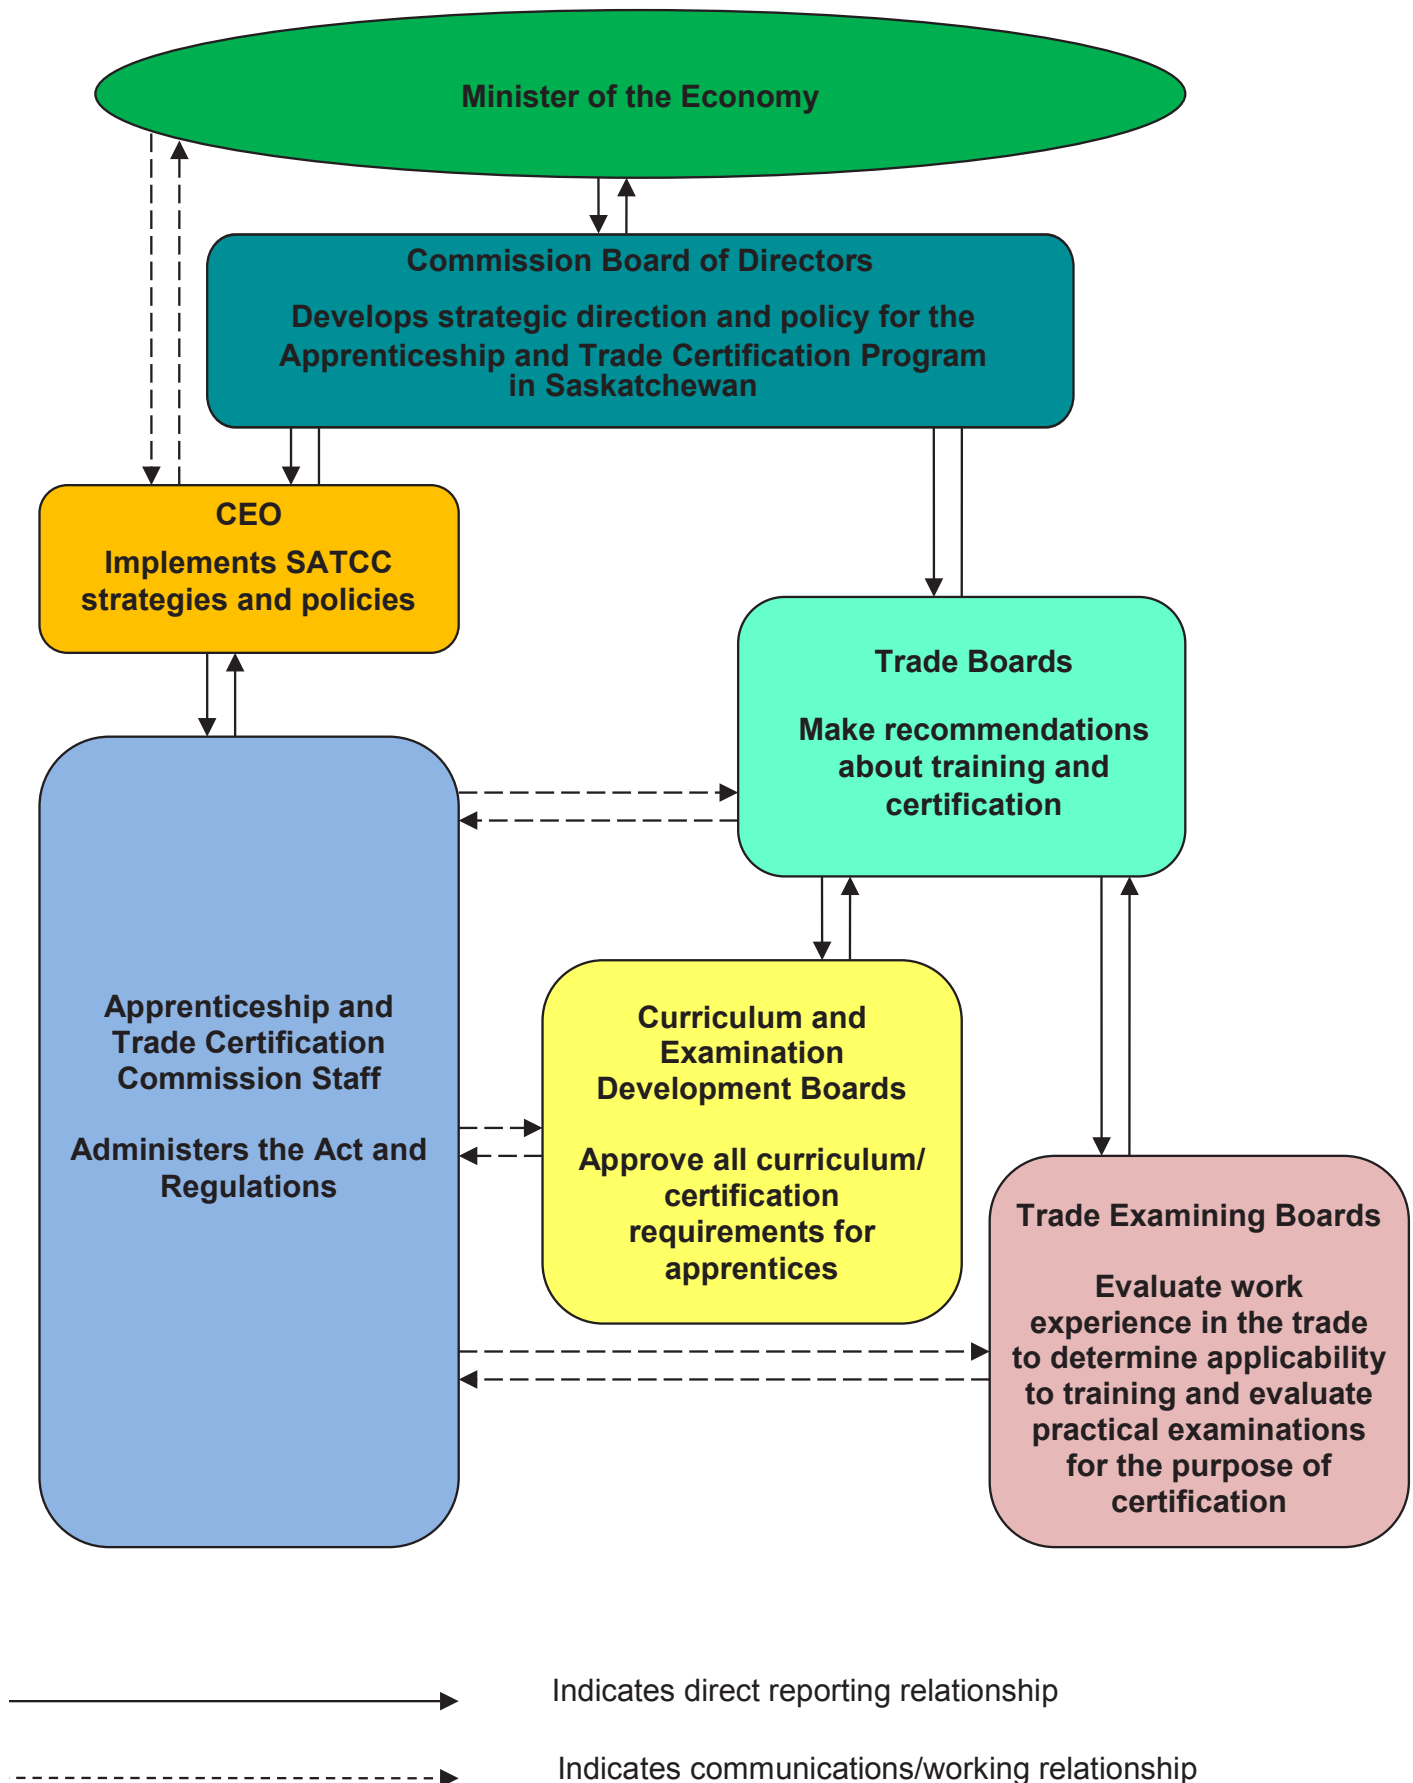 Minister of the Economy
Commission Board of Directors
Develops strategic direction and policy for the
Apprenticeship and Trade Certification Program
in Saskatchewan
CEO
Implements SATCC
strategies and policies
Trade Boards
Make recommendations
about training and
certification
Apprenticeship and
Trade Certification
Commission Staff
Administers the Act and
Regulations
Curriculum and
Examination
Development Boards
Approve all curriculum/
certification
requirements for
apprentices
Trade Examining Boards
Evaluate work
experience in the trade
to determine applicability
to training and evaluate
practical examinations
for the purpose of
certification
Indicates direct reporting relationship
Indicates communications/working relationship